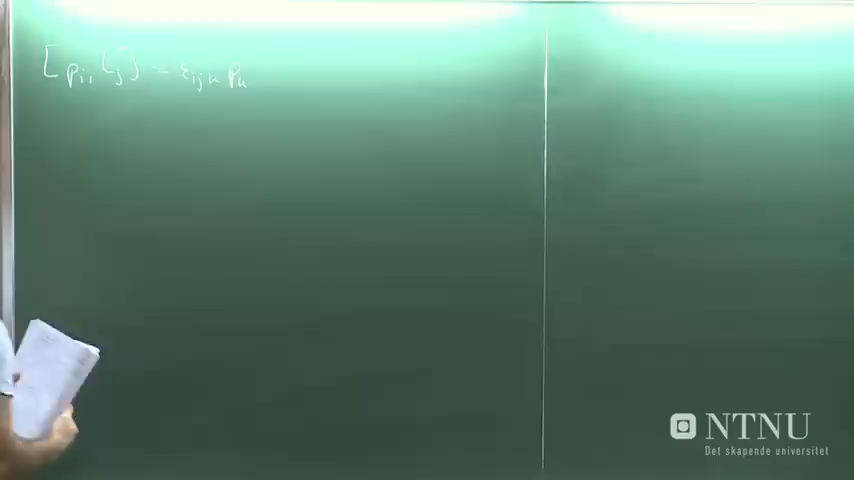 [p_i, L_j] = ε_ijk p_k
NTNU
Det skapende universitet